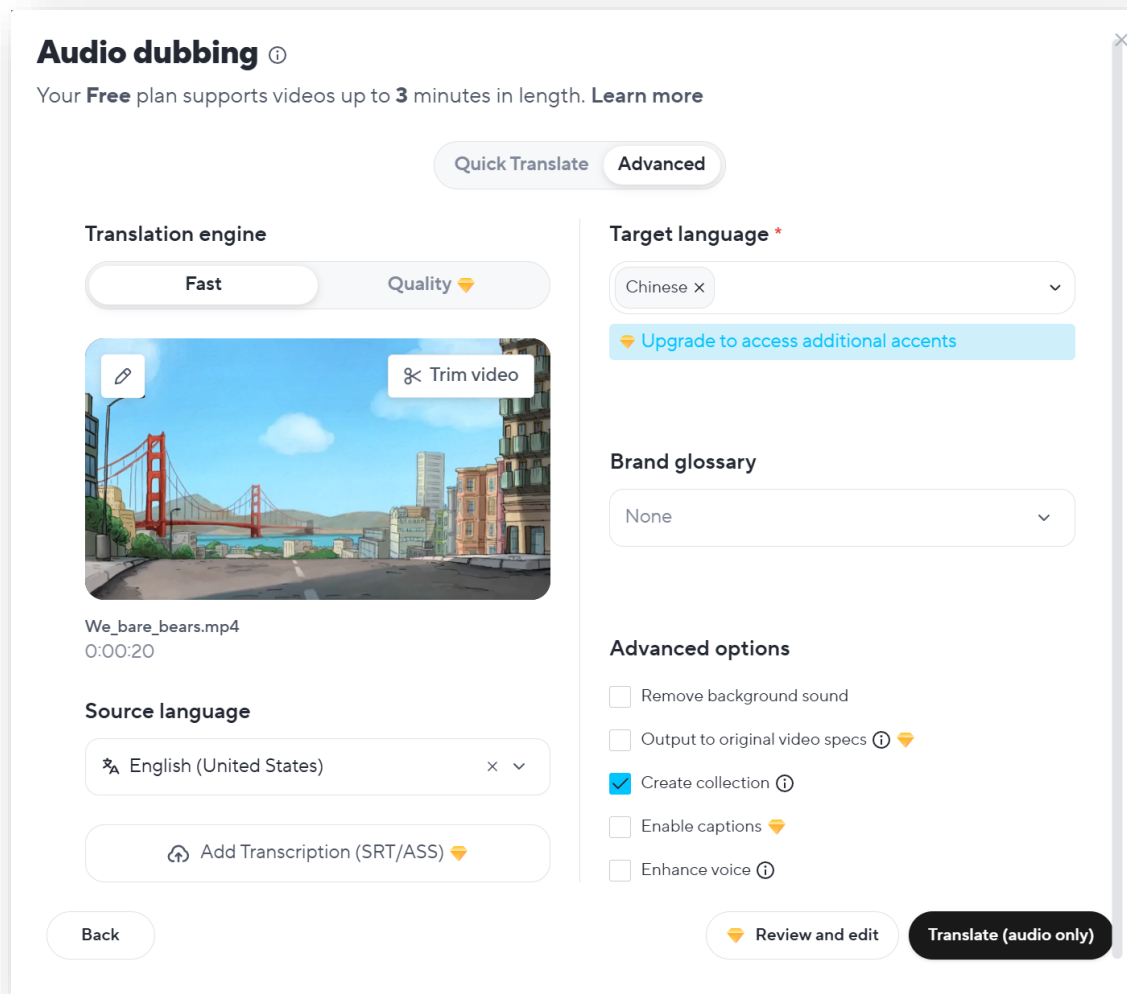 Audio dubbing
Your Free plan supports videos up to 3 minutes in length. Learn more
Quick Translate
Advanced
Translation engine
Fast
Quality
Trim video
We_bare_bears.mp4
0:00:20
Source language
English (United States)
Add Transcription (SRT/ASS)
Target language *
Chinese
Upgrade to access additional accents
Brand glossary
None
Advanced options
Remove background sound
Output to original video specs
Create collection
Enable captions
Enhance voice
Back
Review and edit
Translate (audio only)